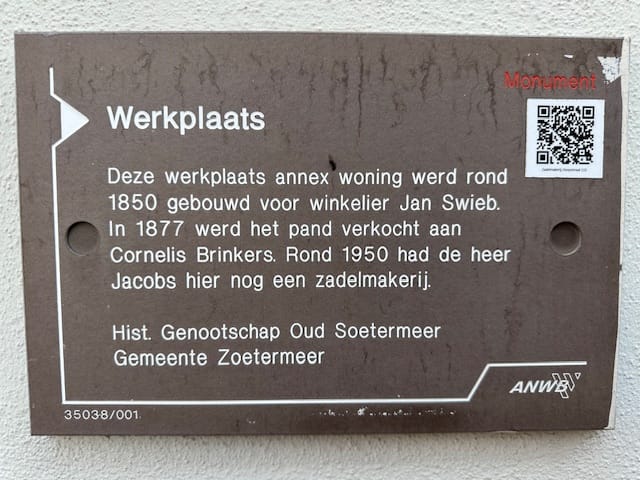 Monument
Werkplaats
Deze werkplaats annex woning werd rond
1850 gebouwd voor winkelier Jan Swieb.
In 1877 werd het pand verkocht aan
Cornelis Brinkers. Rond 1950 had de heer
Jacobs hier nog een zadelmakerij.
Hist. Genootschap Oud Soetermeer
Gemeente Zoetermeer
ANWB
35038/001